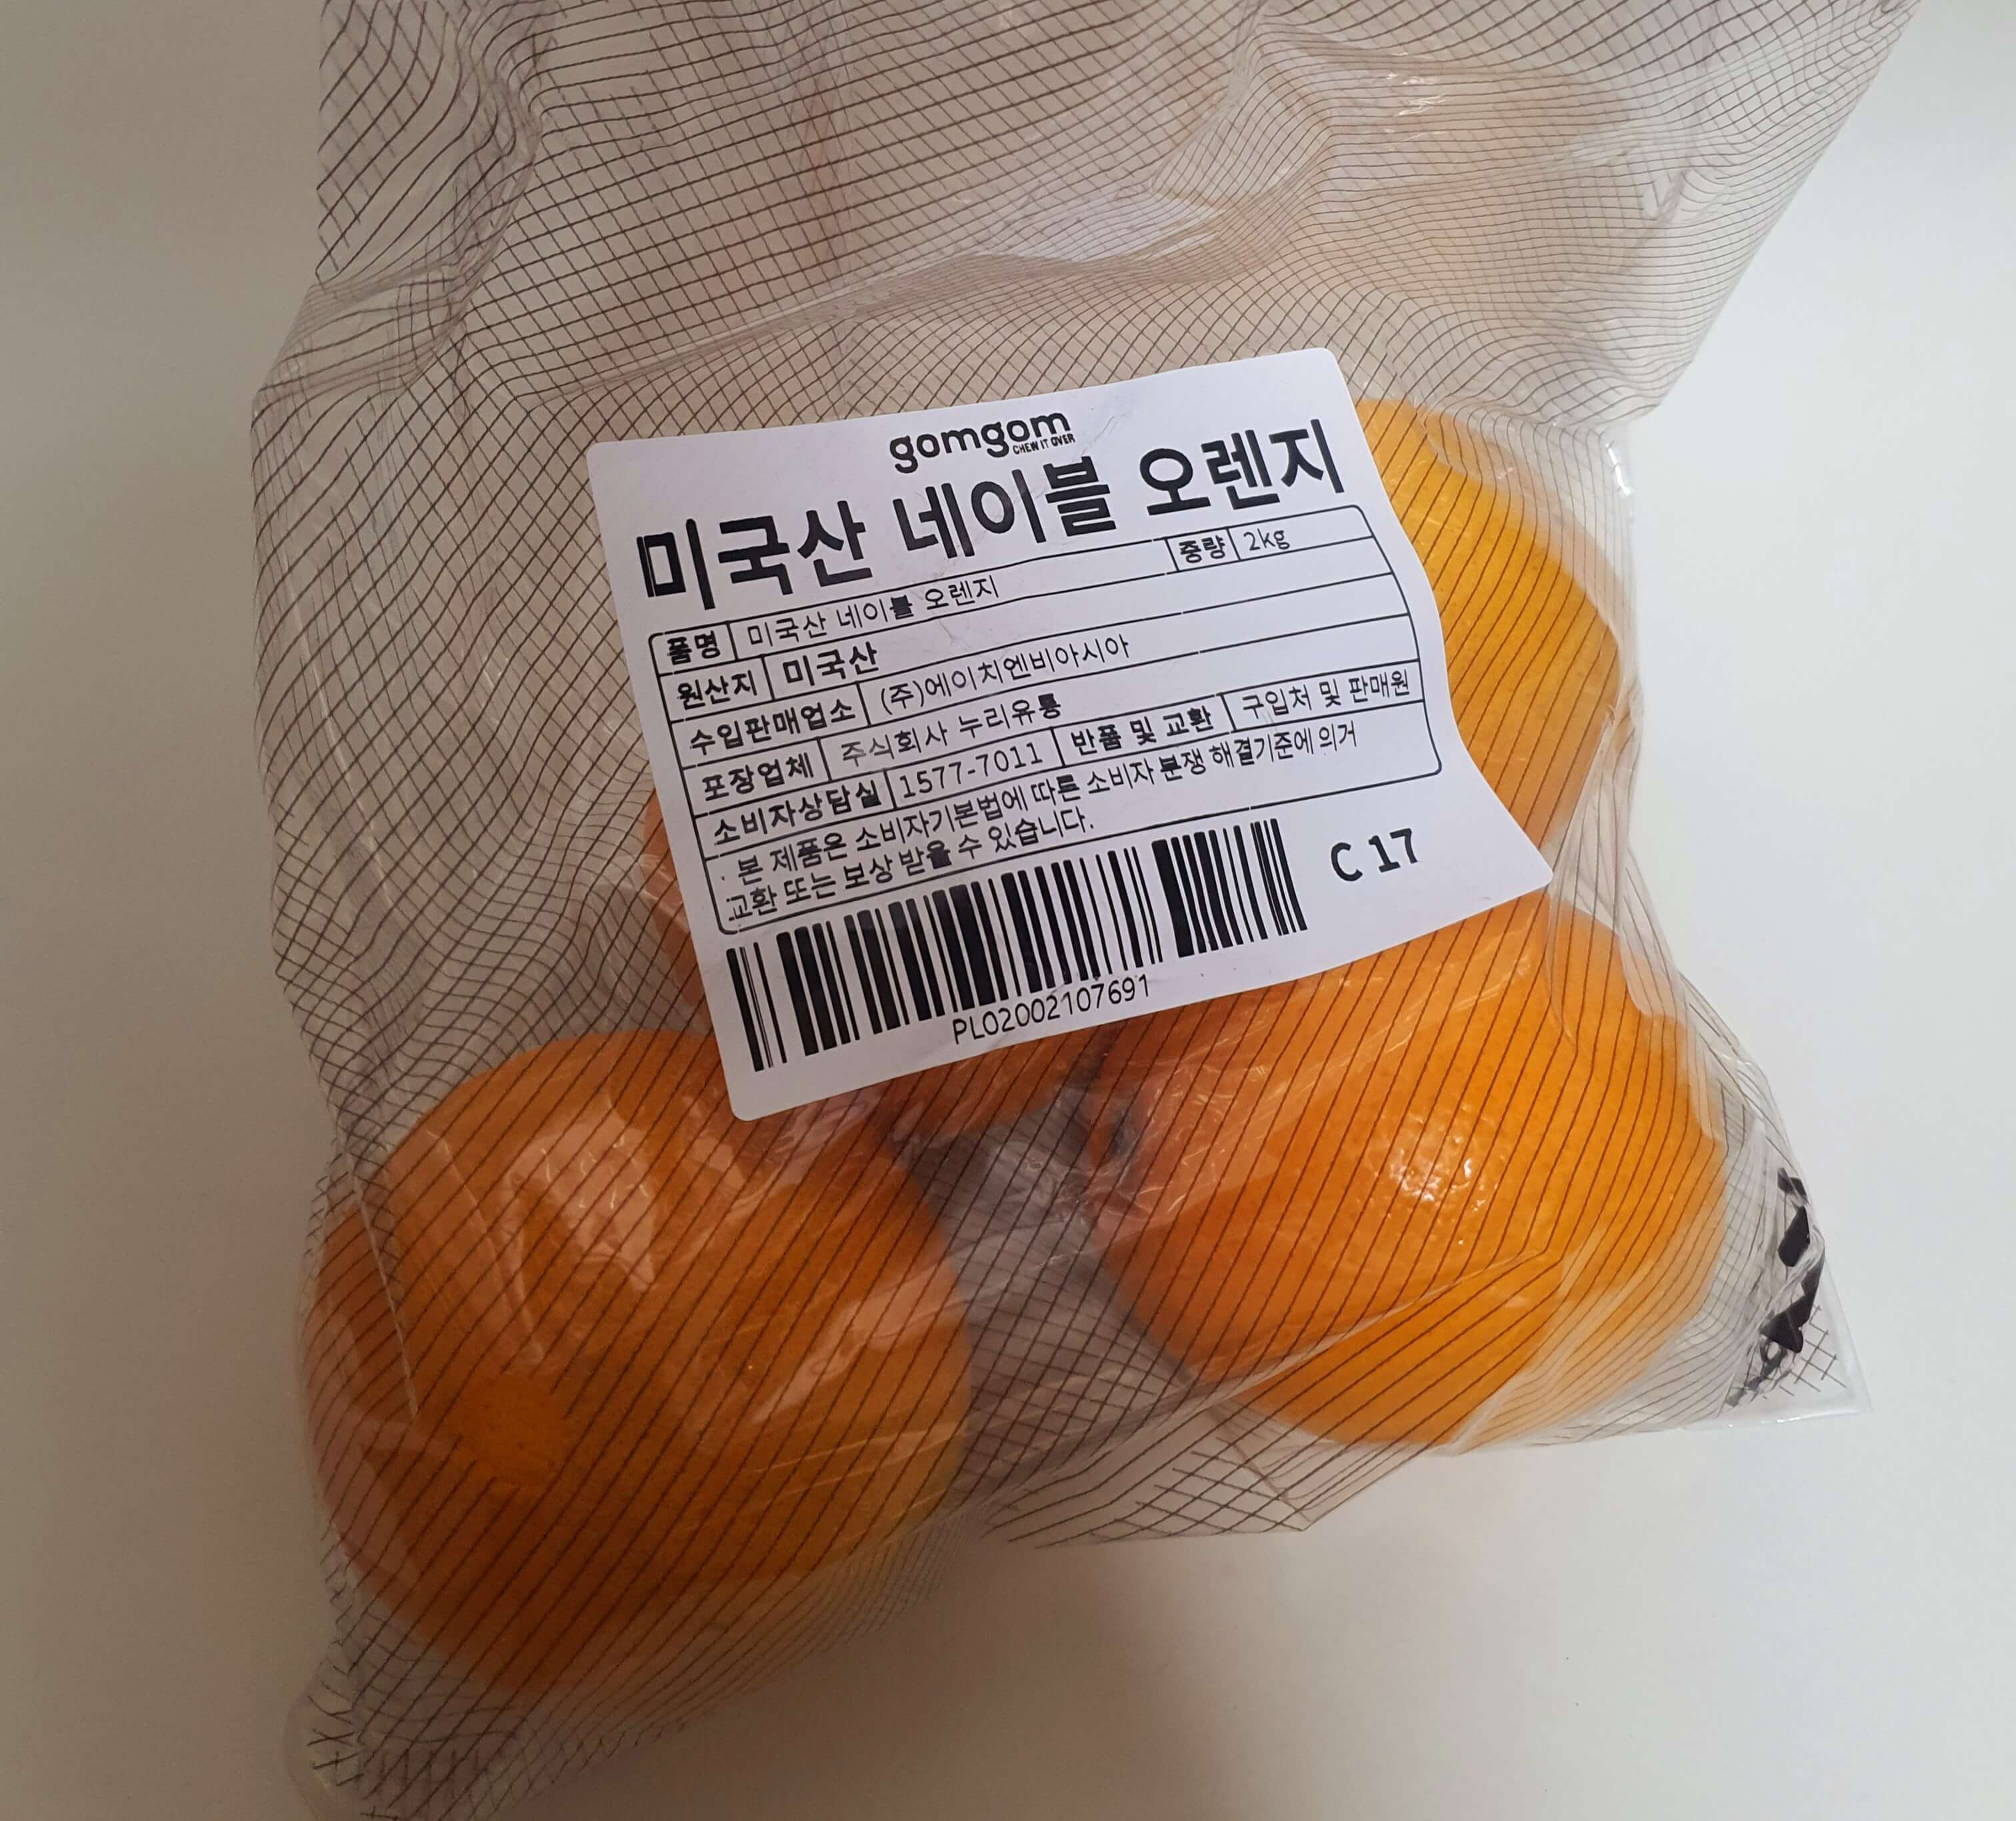 gomgom
CHEW IT OVER
미국산 네이블 오렌지
품명 미국산 네이블 오렌지 중량 2kg
원산지 미국산
수입판매업소 (주)에이치엔비아시아
포장업체 주식회사 누리유통
소비자상담실 1577-7011 반품 및 교환 구입처 및 판매원
· 본 제품은 소비자기본법에 따른 소비자 분쟁 해결기준에 의거
교환 또는 보상 받을 수 있습니다.
C 17
PL02002107691